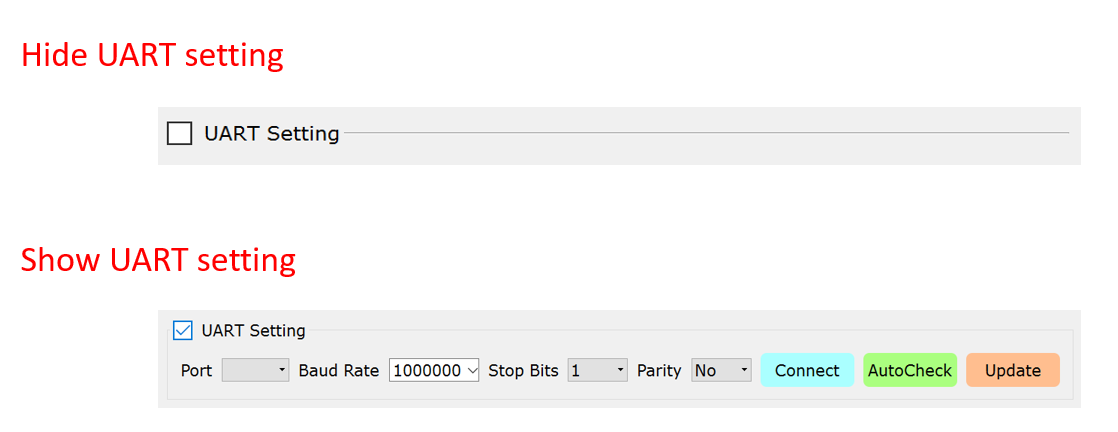 Hide UART setting
UART Setting
Show UART setting
UART Setting
Port Baud Rate 1000000 Stop Bits 1 Parity No Connect AutoCheck Update